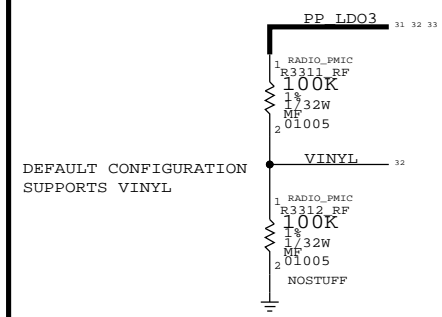 PP_LDO3 31 32 33
1 RADIO_PMIC
R3311_RF
100K
1%
1/32W
MF
2 01005
DEFAULT CONFIGURATION
SUPPORTS VINYL
VINYL 32
1 RADIO_PMIC
R3312_RF
100K
1%
1/32W
MF
2 01005
NOSTUFF